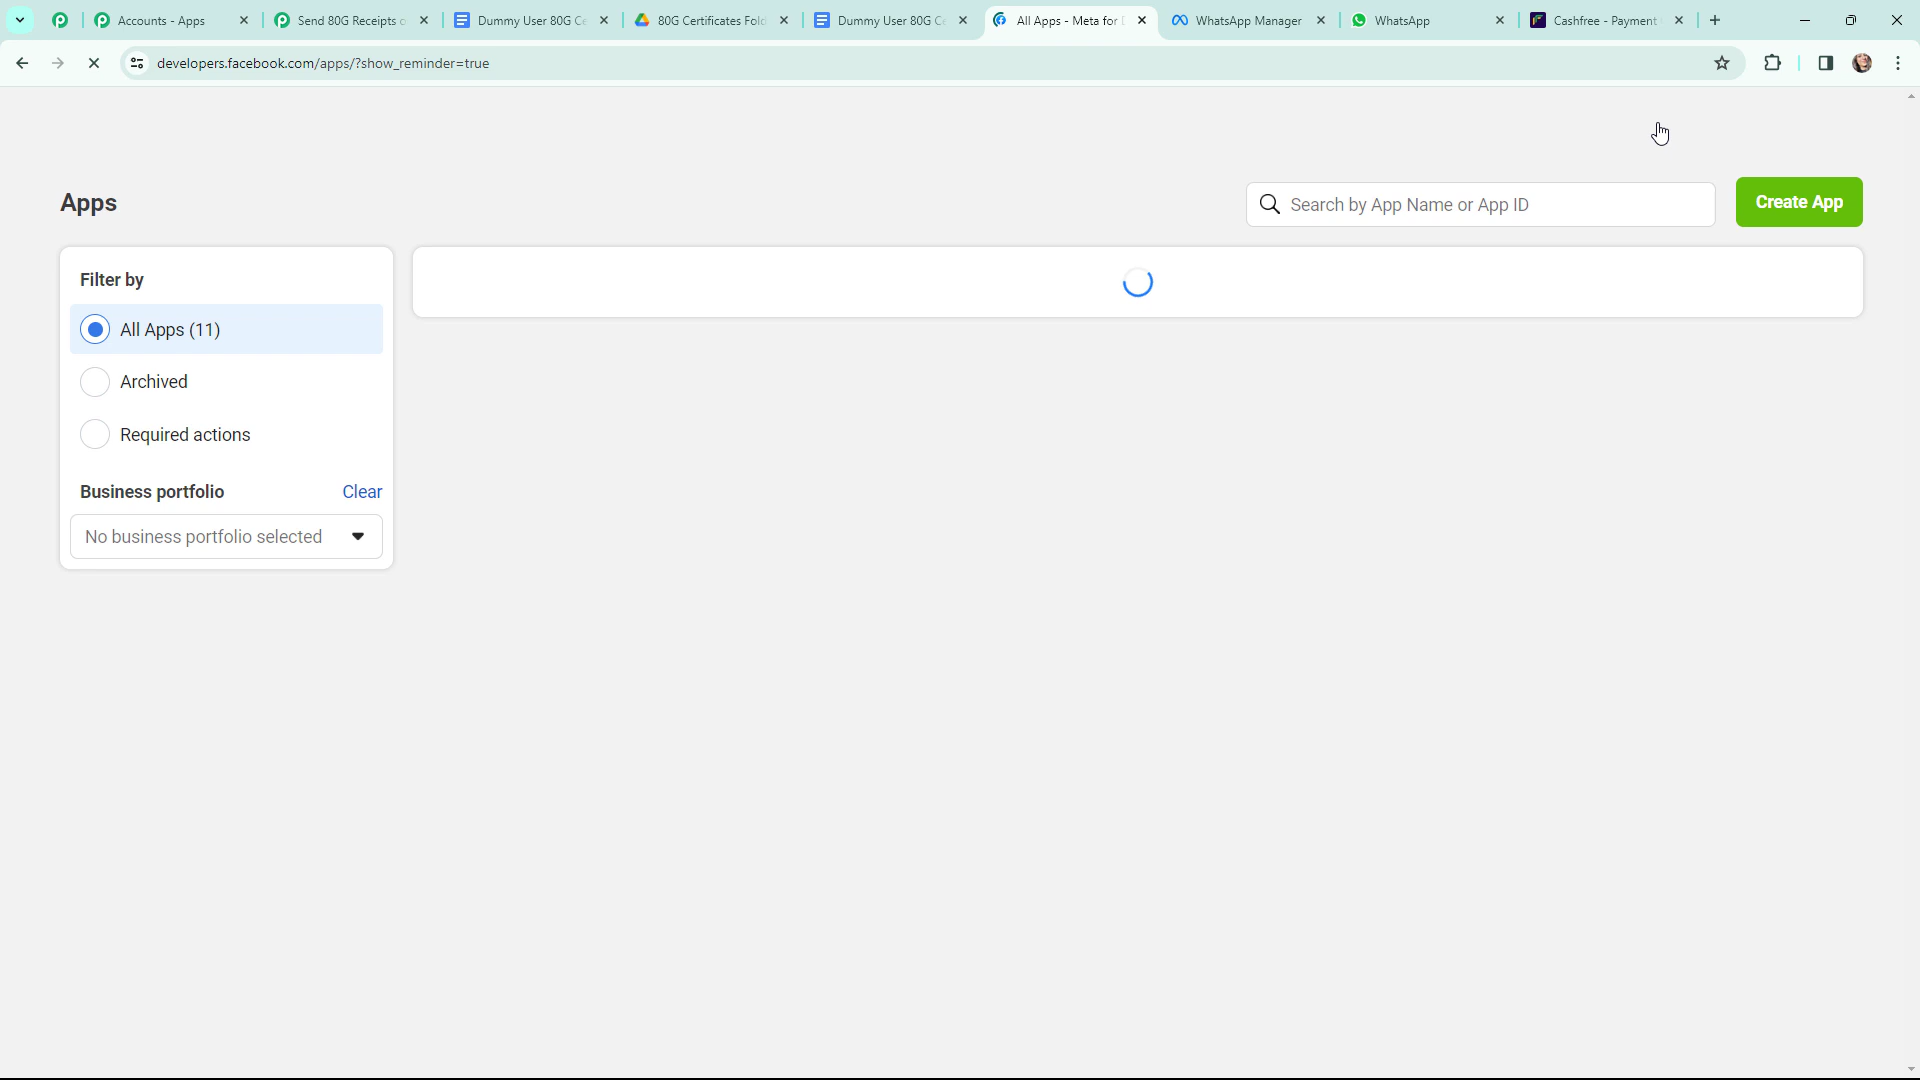 Accounts - Apps
Send 80G Receipts o
Dummy User 80G Ce
80G Certificates Fol
Dummy User 80G Ce
All Apps - Meta for
WhatsApp Manager
WhatsApp
Cashfree - Payment
developers.facebook.com/apps/?show_reminder=true
Apps
Search by App Name or App ID
Create App
Filter by
All Apps (11)
Archived
Required actions
Business portfolio
Clear
No business portfolio selected